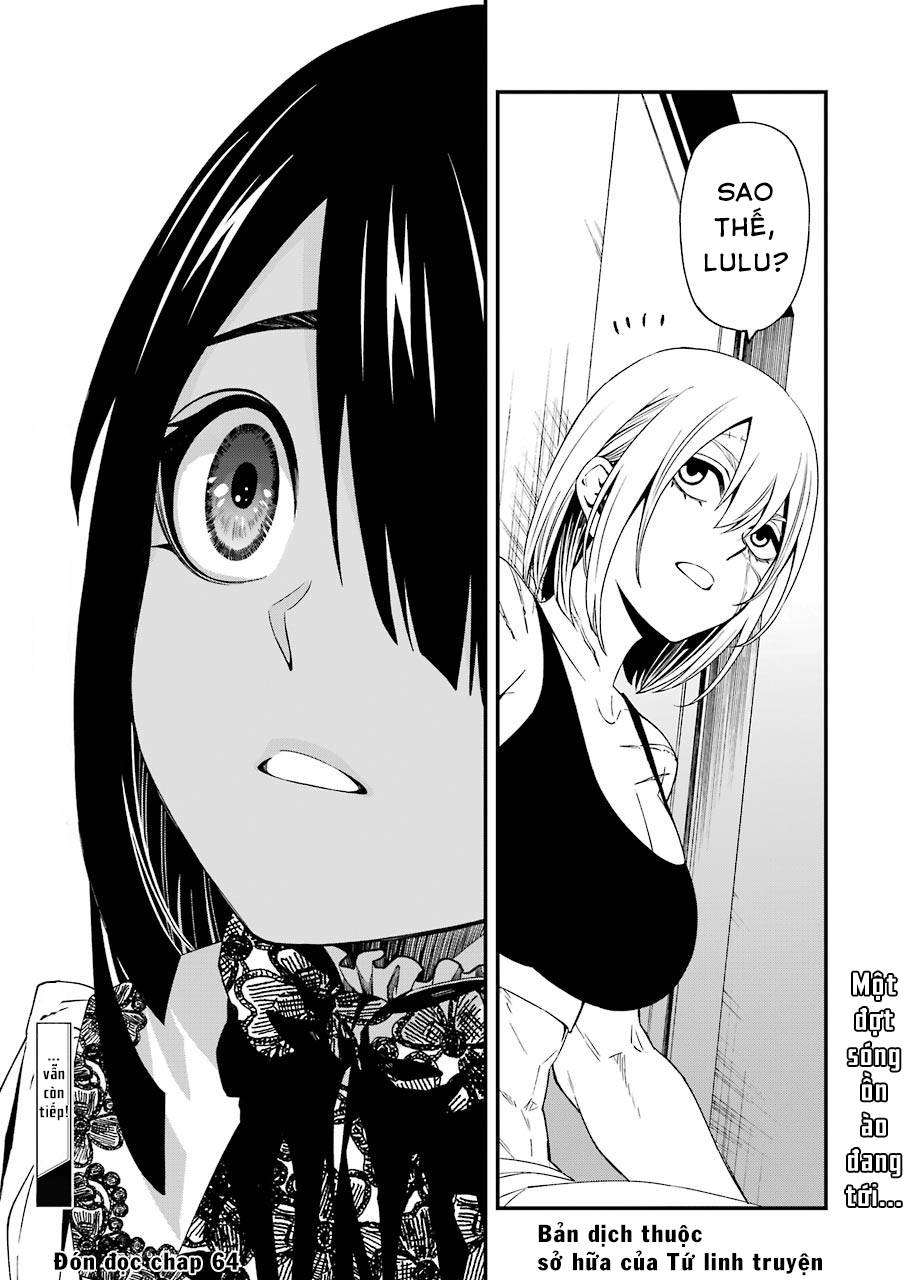 SAO
THẾ,
LULU?
Một
đợt
sóng
ồn
ào
đang
tới...
...
vẫn
còn
tiếp!
Đón đọc chap 64
Bản dịch thuộc
sở hữa của Tứ linh truyện